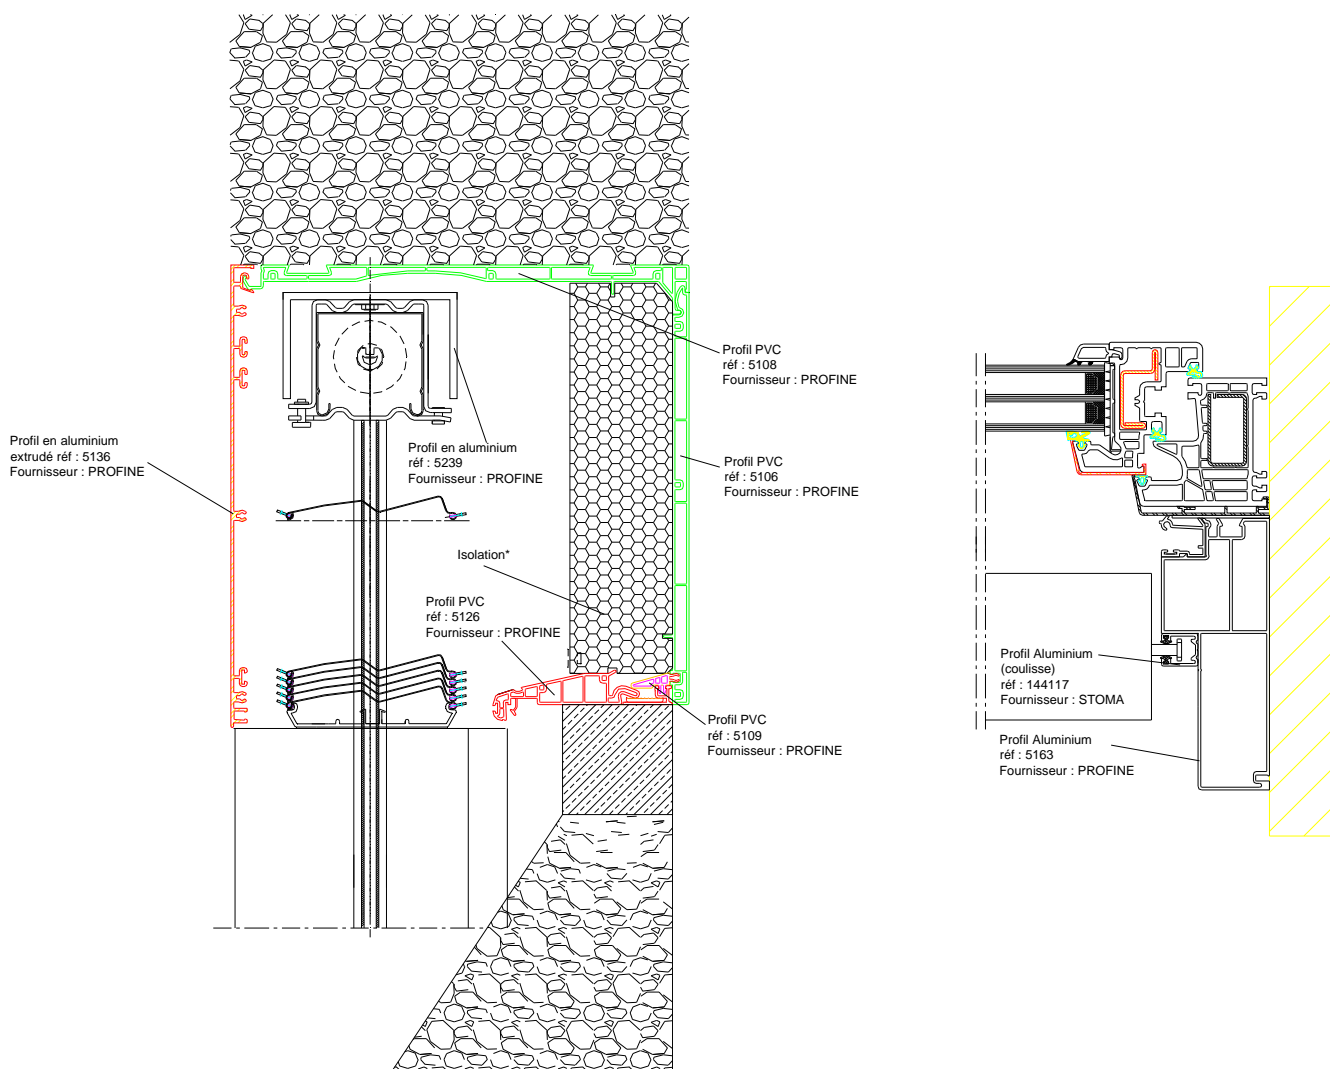 Profil PVC
réf : 5108
Fournisseur : PROFINE
Profil en aluminium
extrudé réf : 5136
Fournisseur : PROFINE
Profil en aluminium
réf : 5239
Fournisseur : PROFINE
Profil PVC
réf : 5106
Fournisseur : PROFINE
Isolation*
Profil PVC
réf : 5126
Fournisseur : PROFINE
Profil PVC
réf : 5109
Fournisseur : PROFINE
Profil Aluminium
(coulisse)
réf : 144117
Fournisseur : STOMA
Profil Aluminium
réf : 5163
Fournisseur : PROFINE